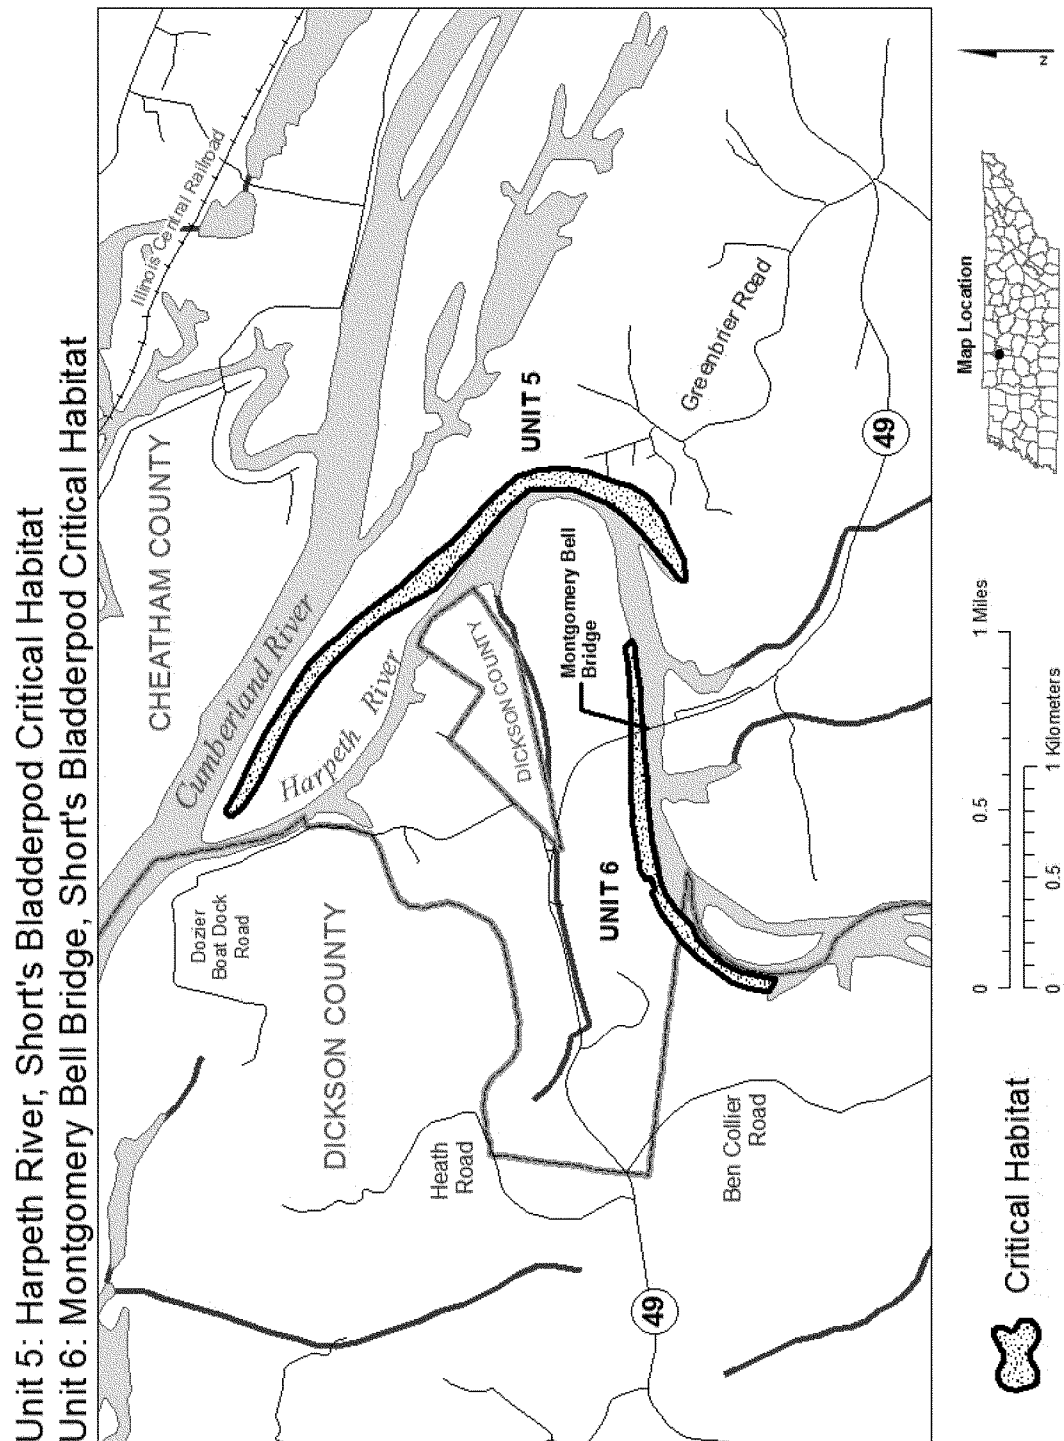 Unit 5: Harpeth River, Short's Bladderpod Critical Habitat
Unit 6: Montgomery Bell Bridge, Short's Bladderpod Critical Habitat
Illinois Central Railroad
CHEATHAM COUNTY
Cumberland River
Dozier
Boat Dock
Road
Harpeth
River
DICKSON COUNTY
DICKSON COUNTY
UNIT 5
Heath
Road
Montgomery Bell
Bridge
UNIT 6
Greenbrier Road
Ben Collier
Road
49
49
Critical Habitat
0 0.5 1 Miles
0 0.5 1 Kilometers
Map Location
N